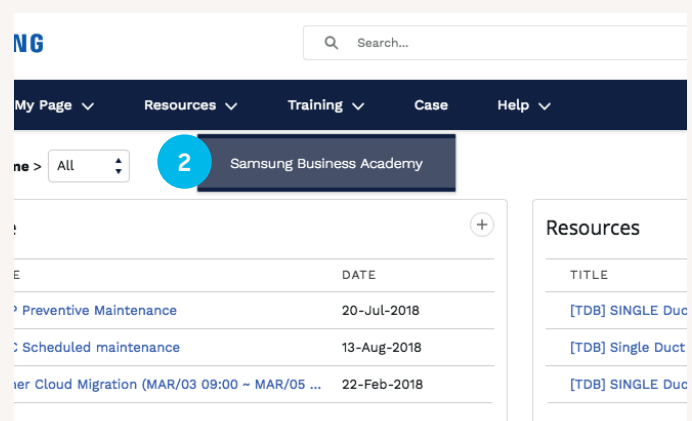 NG
Search...
My Page Resources Training Case Help
ne > All
2 Samsung Business Academy
Resources
E DATE TITLE
P Preventive Maintenance 20-Jul-2018 [TDB] SINGLE Duc
C Scheduled maintenance 13-Aug-2018 [TDB] Single Duct
ner Cloud Migration (MAR/03 09:00 ~ MAR/05 ... 22-Feb-2018 [TDB] SINGLE Duc